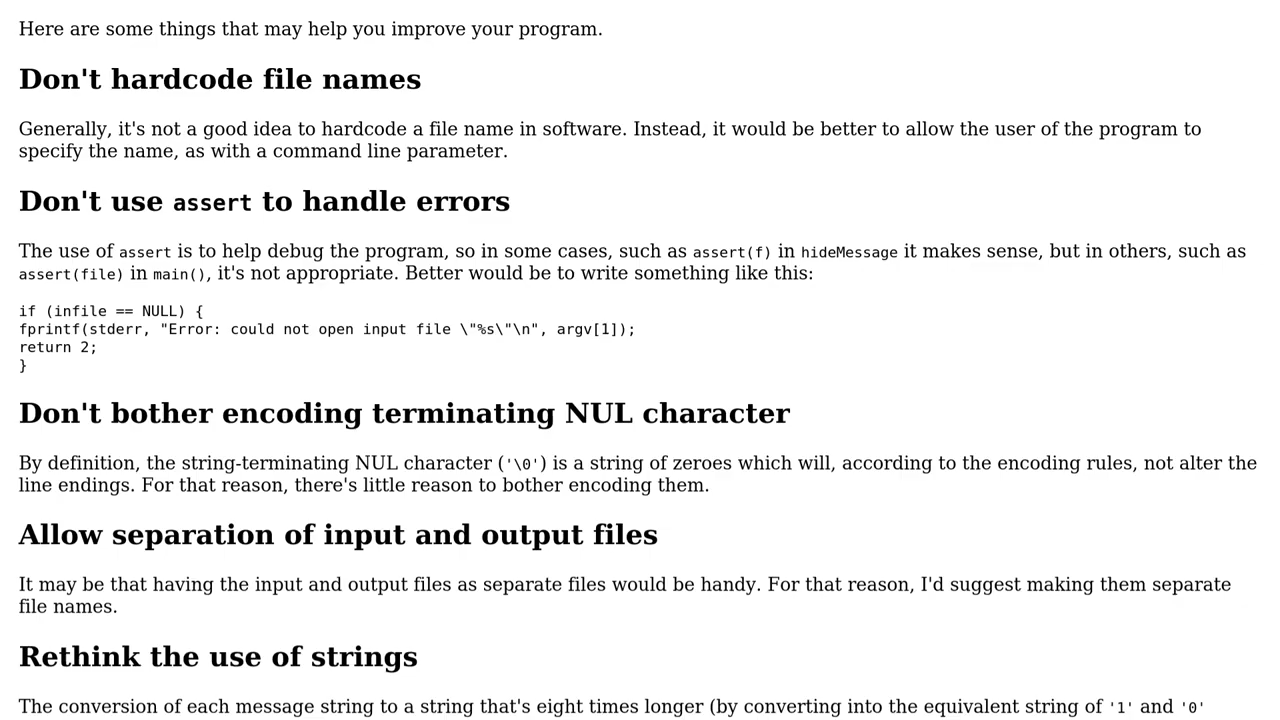 Here are some things that may help you improve your program.
Don't hardcode file names
Generally, it's not a good idea to hardcode a file name in software. Instead, it would be better to allow the user of the program to
specify the name, as with a command line parameter.
Don't use assert to handle errors
The use of assert is to help debug the program, so in some cases, such as assert(f) in hideMessage it makes sense, but in others, such as
assert(file) in main(), it's not appropriate. Better would be to write something like this:
if (infile == NULL) {
fprintf(stderr, "Error: could not open input file \"%s\"\n", argv[1]);
return 2;
}
Don't bother encoding terminating NUL character
By definition, the string-terminating NUL character ('\0') is a string of zeroes which will, according to the encoding rules, not alter the
line endings. For that reason, there's little reason to bother encoding them.
Allow separation of input and output files
It may be that having the input and output files as separate files would be handy. For that reason, I'd suggest making them separate
file names.
Rethink the use of strings
The conversion of each message string to a string that's eight times longer (by converting into the equivalent string of '1' and '0'